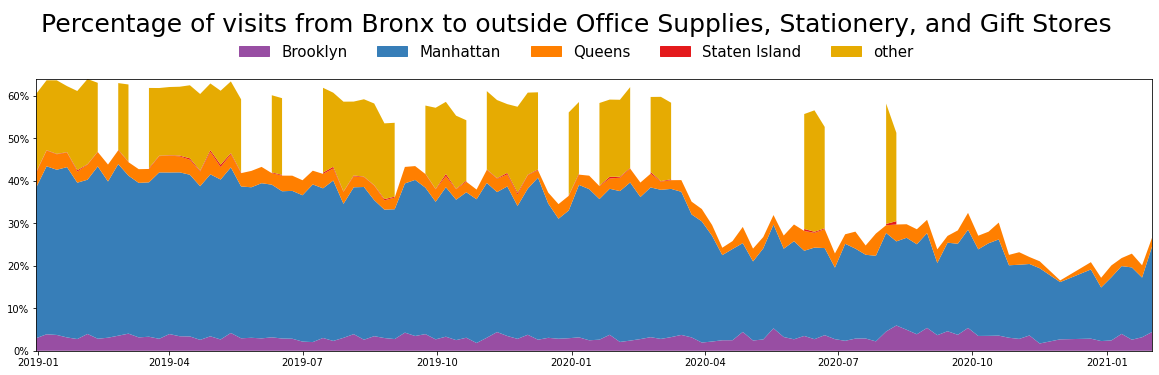 Percentage of visits from Bronx to outside Office Supplies, Stationery, and Gift Stores
Brooklyn Manhattan Queens Staten Island other
60%
50%
40%
30%
20%
10%
0%
2019-01 2019-04 2019-07 2019-10 2020-01 2020-04 2020-07 2020-10 2021-01